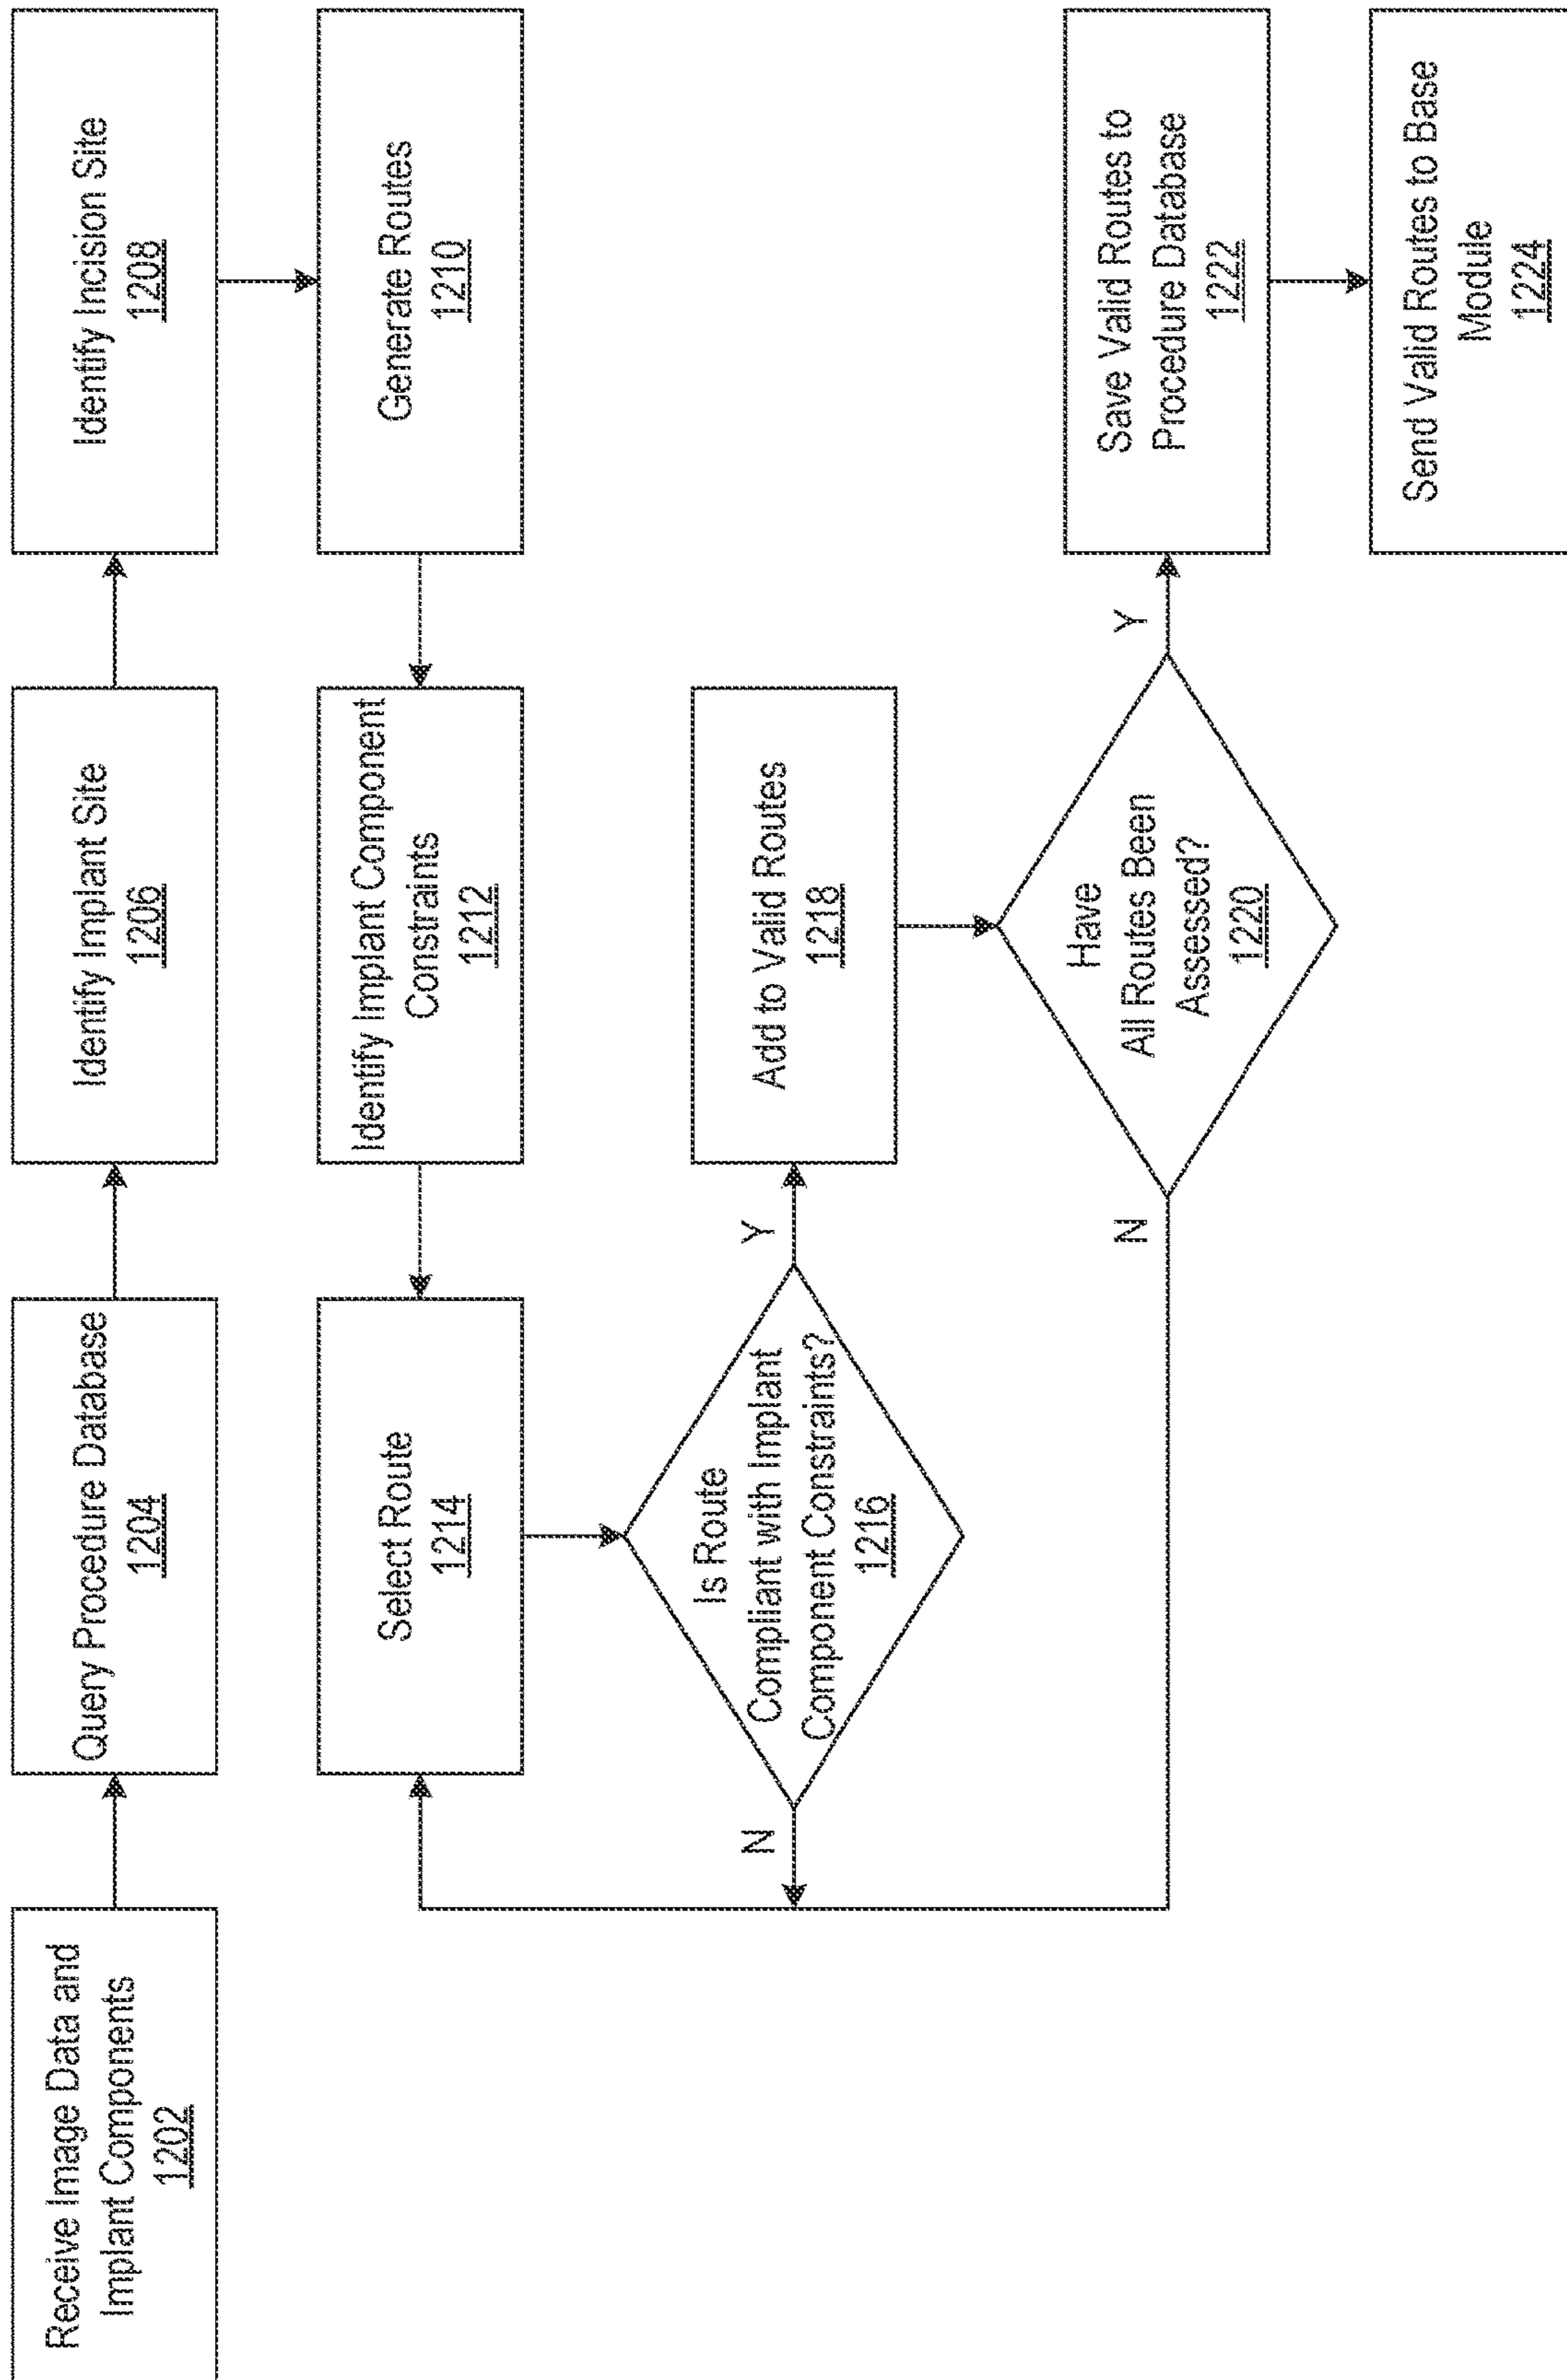 Receive Image Data and
Implant Components
1202
Query Procedure Database
1204
Identify Implant Site
1206
Identify Incision Site
1208
Generate Routes
1210
Identify Implant Component
Constraints
1212
Select Route
1214
Is Route
Compliant with Implant
Component Constraints?
1216
N
Y
Add to Valid Routes
1218
Have
All Routes Been
Assessed?
1220
N
Y
Save Valid Routes to
Procedure Database
1222
Send Valid Routes to Base
Module
1224